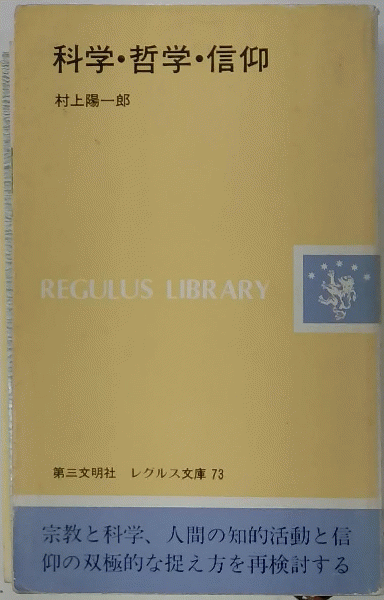 科学・哲学・信仰
村上陽一郎
REGULUS LIBRARY
第三文明社 レグルス文庫 73
宗教と科学、人間の知的活動と信
仰の双極的な捉え方を再検討する